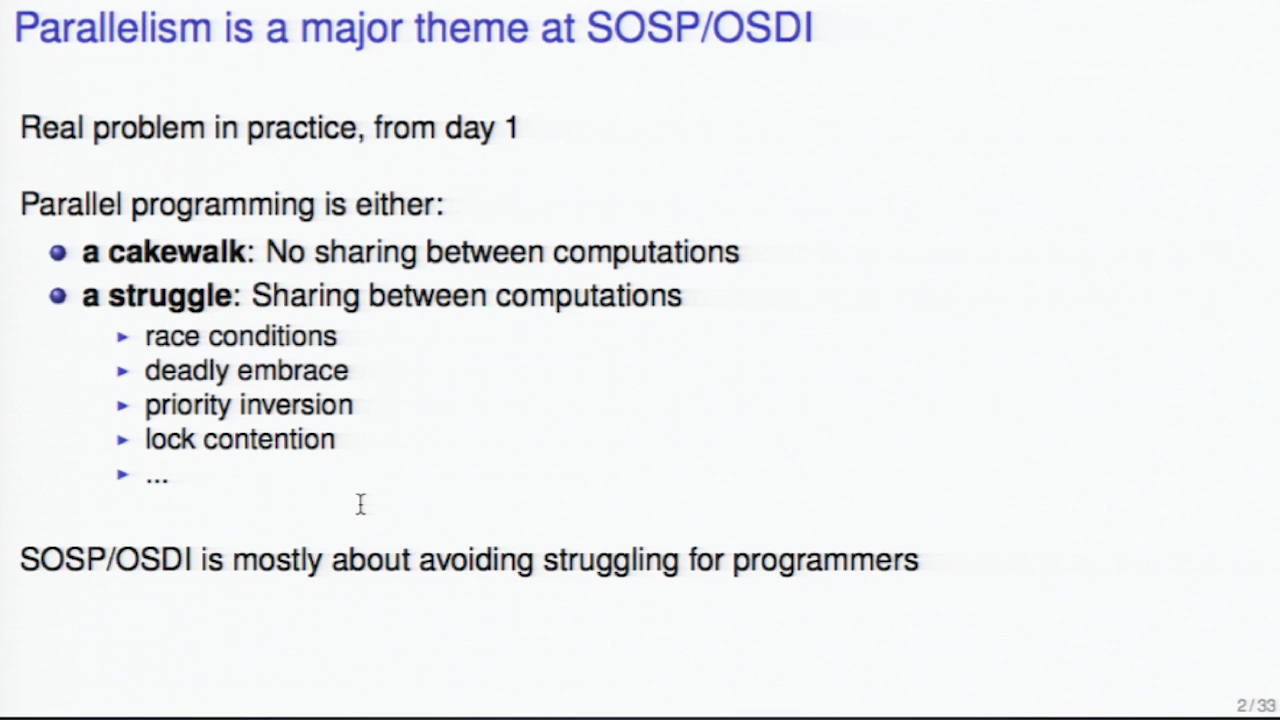 Parallelism is a major theme at SOSP/OSDI
Real problem in practice, from day 1
Parallel programming is either:
a cakewalk: No sharing between computations
a struggle: Sharing between computations
race conditions
deadly embrace
priority inversion
lock contention
...
SOSP/OSDI is mostly about avoiding struggling for programmers
2/33